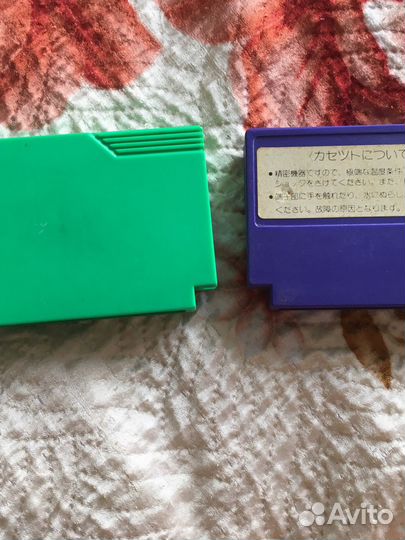 カセットについて
● 精密機器ですので、極端な温度条件
ショックをさけてください。また、
● 端子部に手を触れたり、水にぬらし
ください。故障の原因となります。
Avito